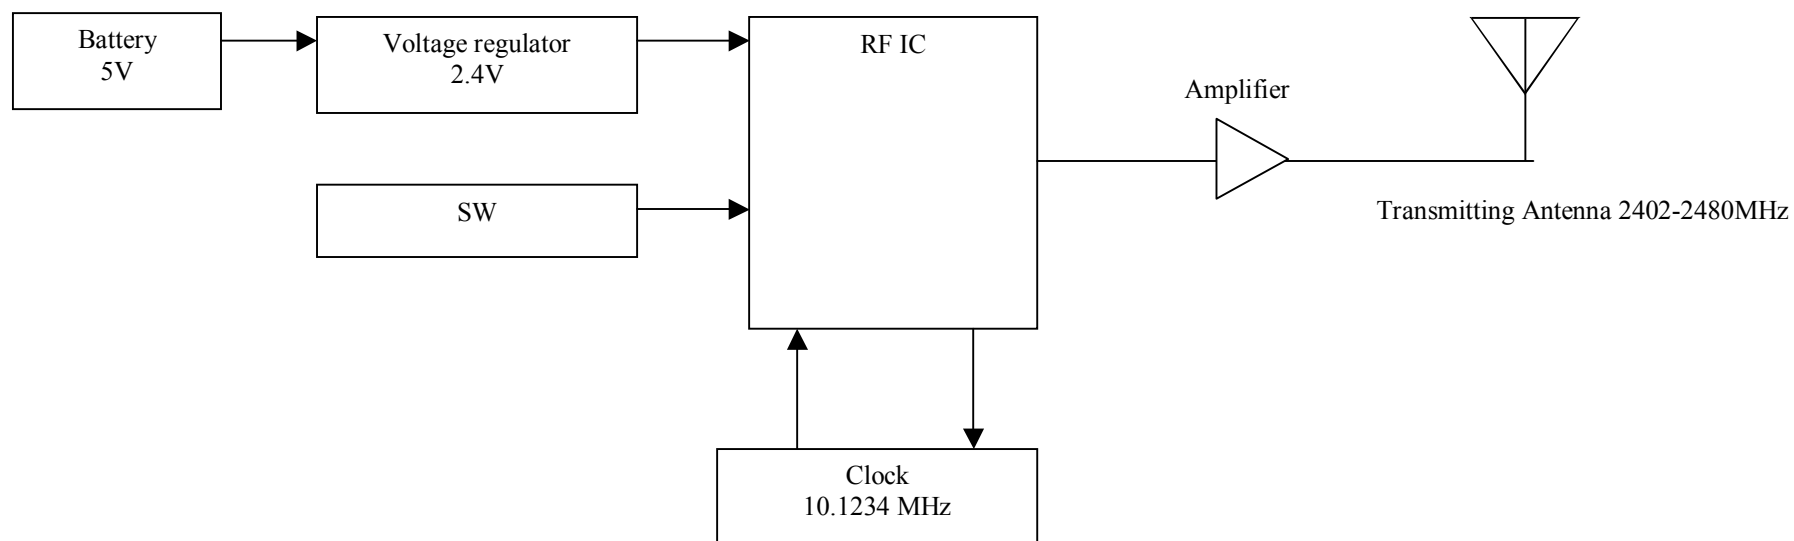 Battery
5V
Voltage regulator
2.4V
RF IC
Amplifier
SW
Transmitting Antenna 2402-2480MHz
Clock
10.1234 MHz